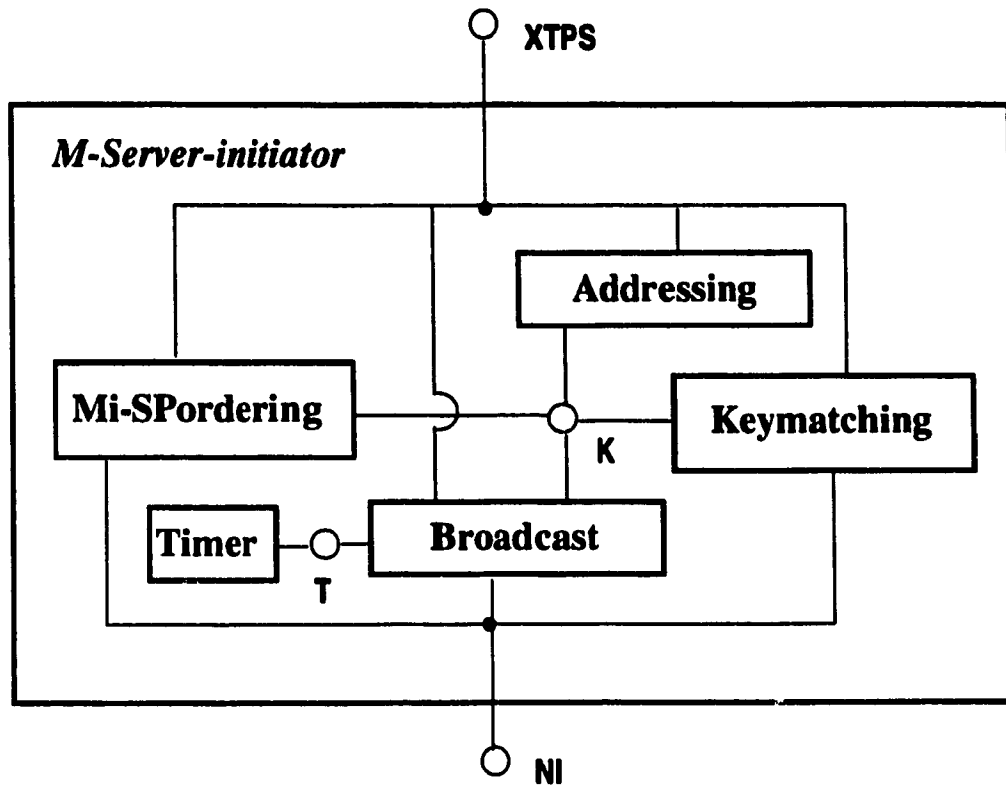 XTPS
M-Server-initiator
Addressing
Mi-SPordering
Keymatching
K
Timer
T
Broadcast
NI